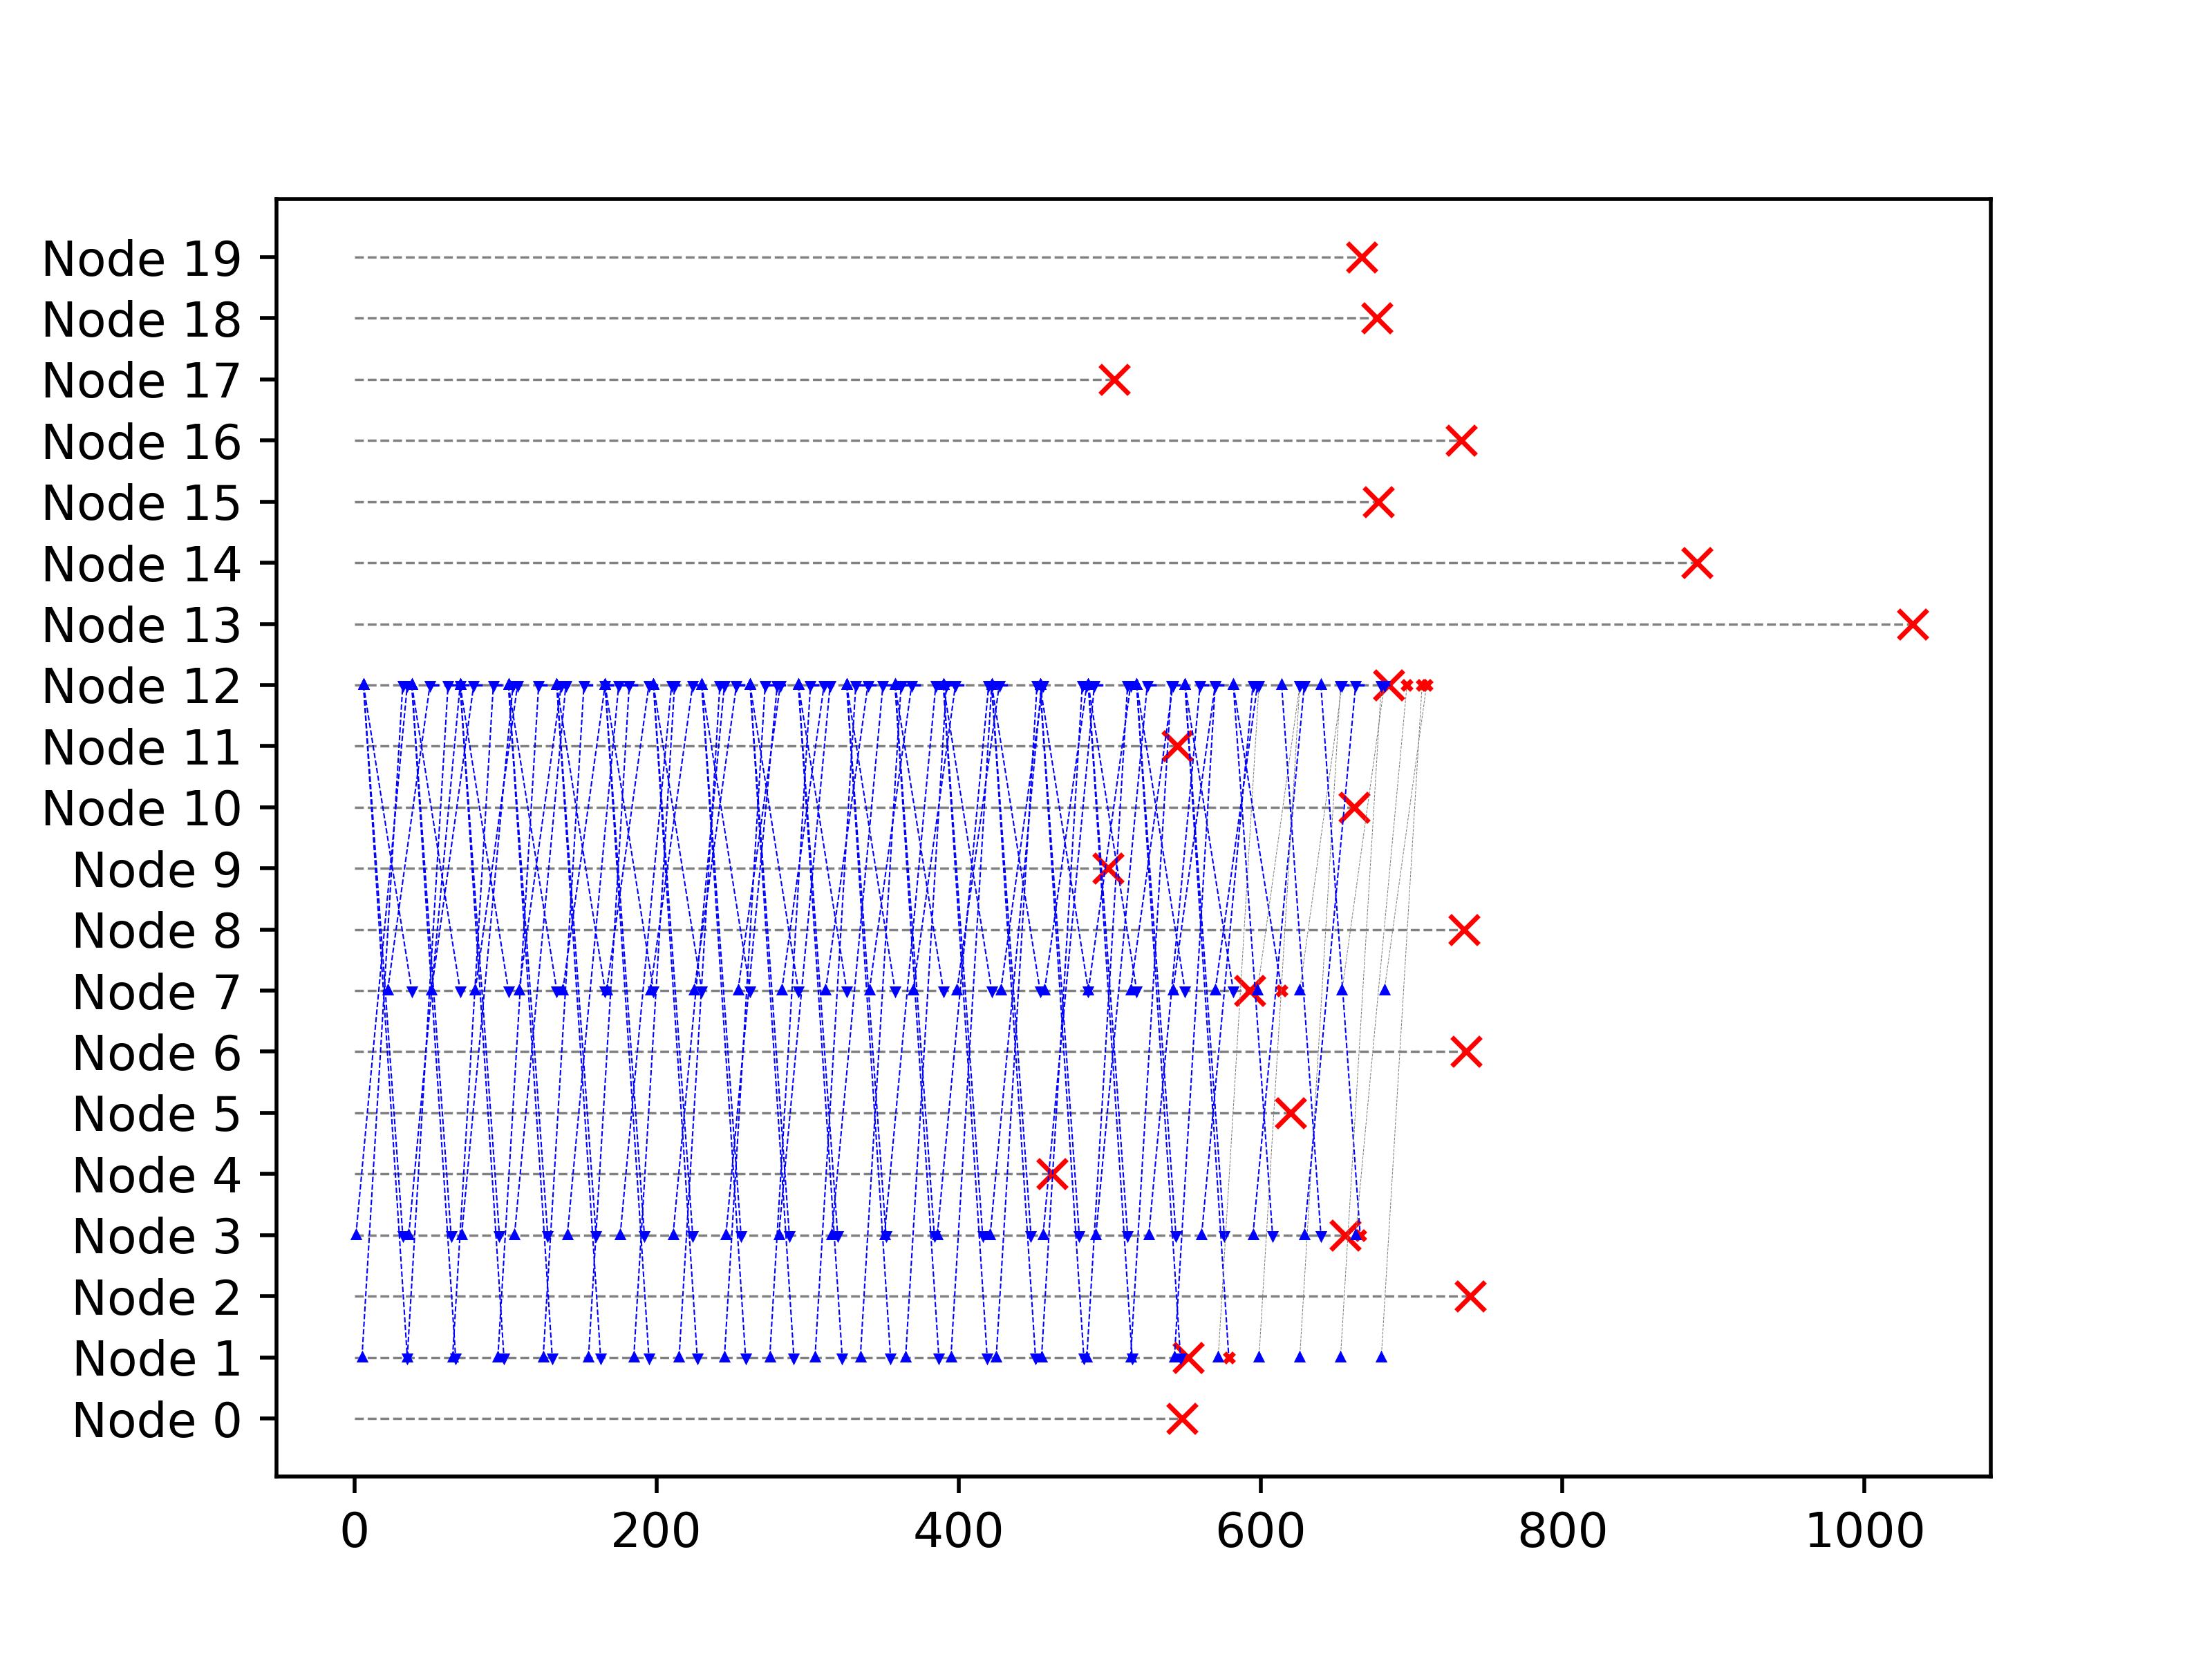 Node 19
Node 18
Node 17
Node 16
Node 15
Node 14
Node 13
Node 12
Node 11
Node 10
Node 9
Node 8
Node 7
Node 6
Node 5
Node 4
Node 3
Node 2
Node 1
Node 0
0 200 400 600 800 1000